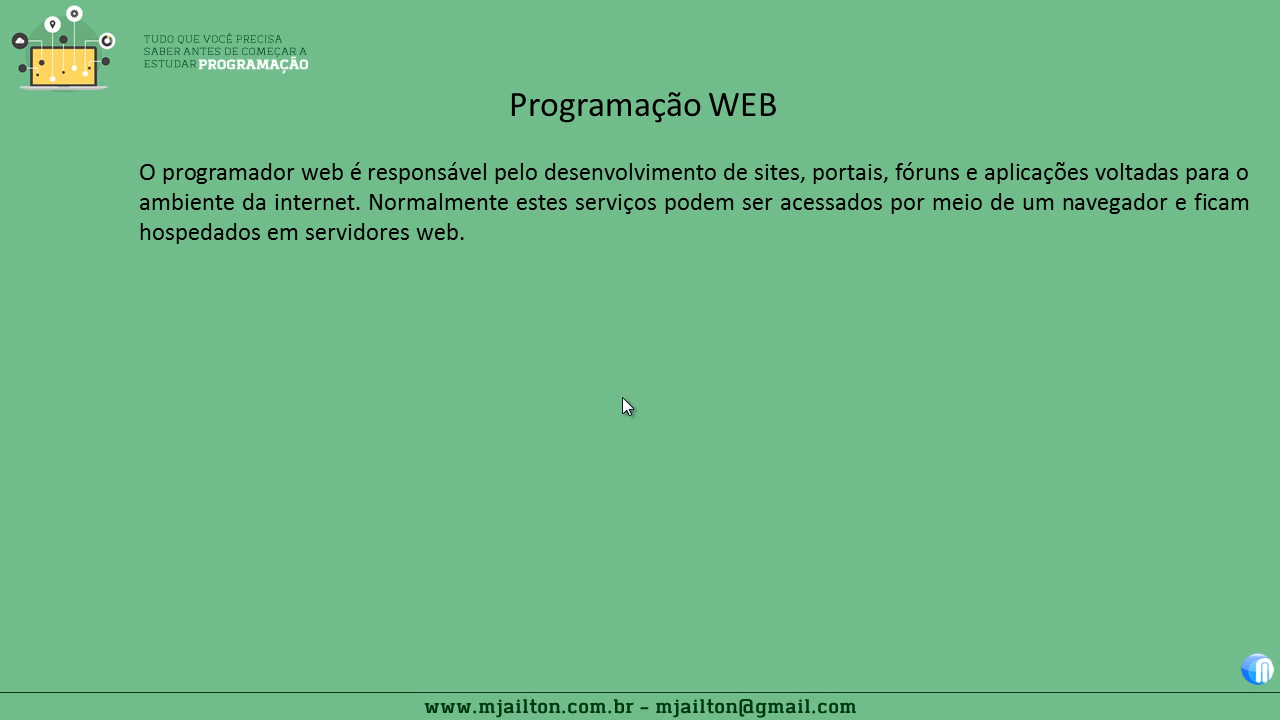 TUDO QUE VOCÊ PRECISA
SABER ANTES DE COMEÇAR A
ESTUDAR PROGRAMAÇÃO
Programação WEB
O programador web é responsável pelo desenvolvimento de sites, portais, fóruns e aplicações voltadas para o
ambiente da internet. Normalmente estes serviços podem ser acessados por meio de um navegador e ficam
hospedados em servidores web.
www.mjailton.com.br – mjailton@gmail.com